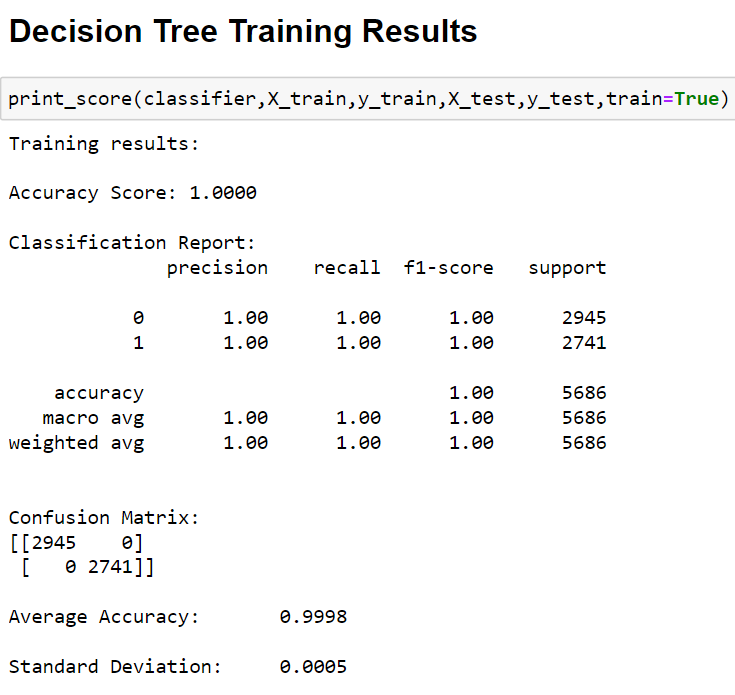 Decision Tree Training Results
print_score(classifier,X_train,y_train,X_test,y_test,train=True)
Training results:
Accuracy Score: 1.0000
Classification Report:
              precision    recall  f1-score   support
           0       1.00      1.00      1.00      2945
           1       1.00      1.00      1.00      2741
    accuracy                           1.00      5686
   macro avg       1.00      1.00      1.00      5686
weighted avg       1.00      1.00      1.00      5686
Confusion Matrix:
[[2945    0]
 [   0 2741]]
Average Accuracy:       0.9998
Standard Deviation:     0.0005